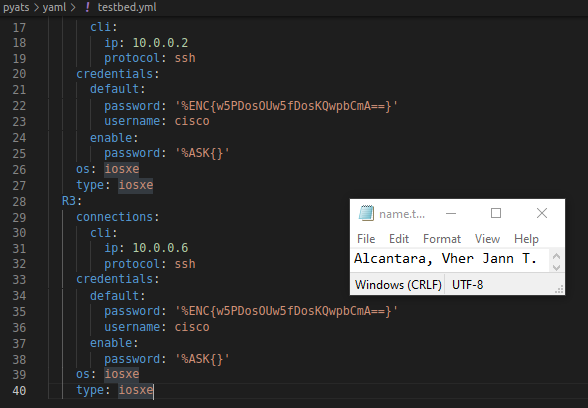 pyats > yaml > ! testbed.yml
17 cli:
18 ip: 10.0.0.2
19 protocol: ssh
20 credentials:
21 default:
22 password: '%ENC{w5PDosOUw5fDosKQwpbCmA==}'
23 username: cisco
24 enable:
25 password: '%ASK{}'
26 os: iosxe
27 type: iosxe
28 R3:
29 connections:
30 cli:
31 ip: 10.0.0.6
32 protocol: ssh
33 credentials:
34 default:
35 password: '%ENC{w5PDosOUw5fDosKQwpbCmA==}'
36 username: cisco
37 enable:
38 password: '%ASK{}'
39 os: iosxe
40 type: iosxe
name.t...
File Edit Format View Help
Alcantara, Vher Jann T.
Windows (CRLF) UTF-8